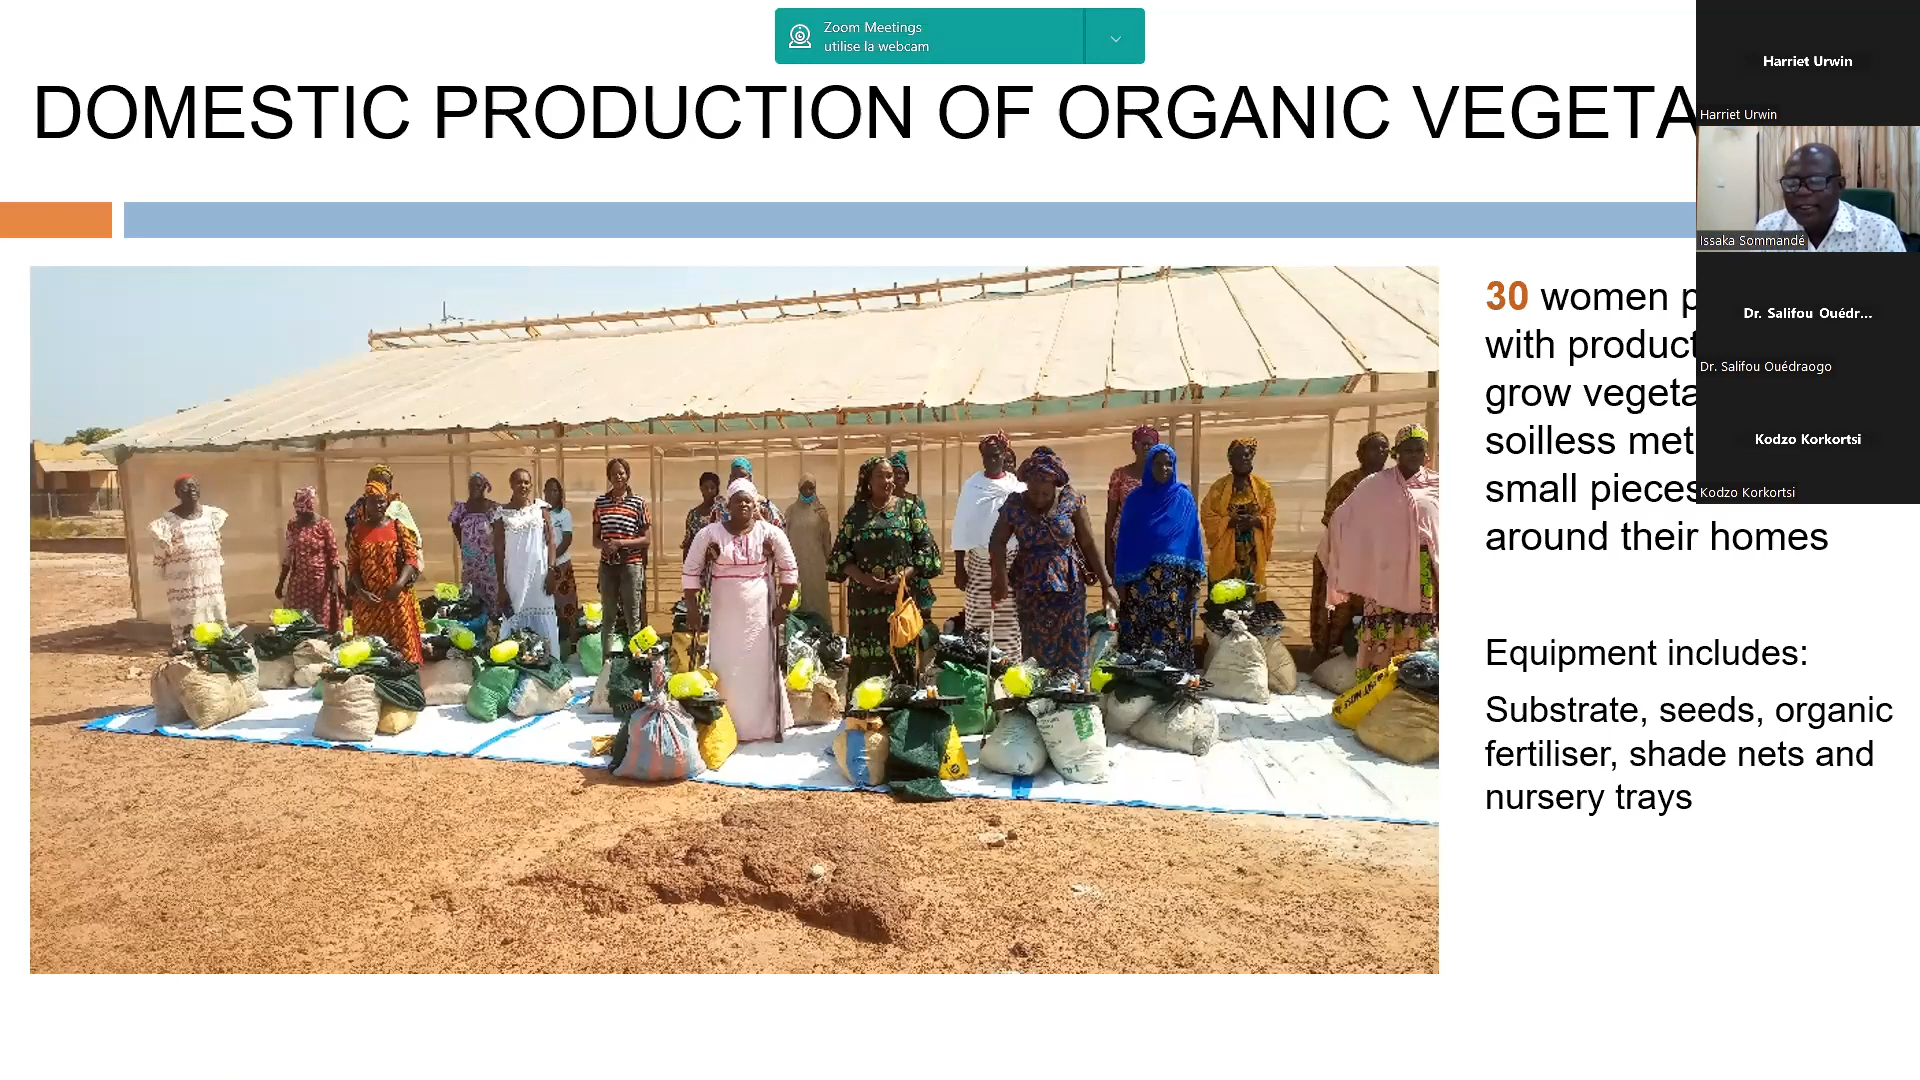 Zoom Meetings
utilise la webcam
DOMESTIC PRODUCTION OF ORGANIC VEGETA
30 women p
with product
grow vegeta
soilless met
small pieces
around their homes
Equipment includes:
Substrate, seeds, organic
fertiliser, shade nets and
nursery trays
Harriet Urwin
Harriet Urwin
Issaka Sommandé
Dr. Salifou Ouédr...
Dr. Salifou Ouédraogo
Kodzo Korkortsi
Kodzo Korkortsi